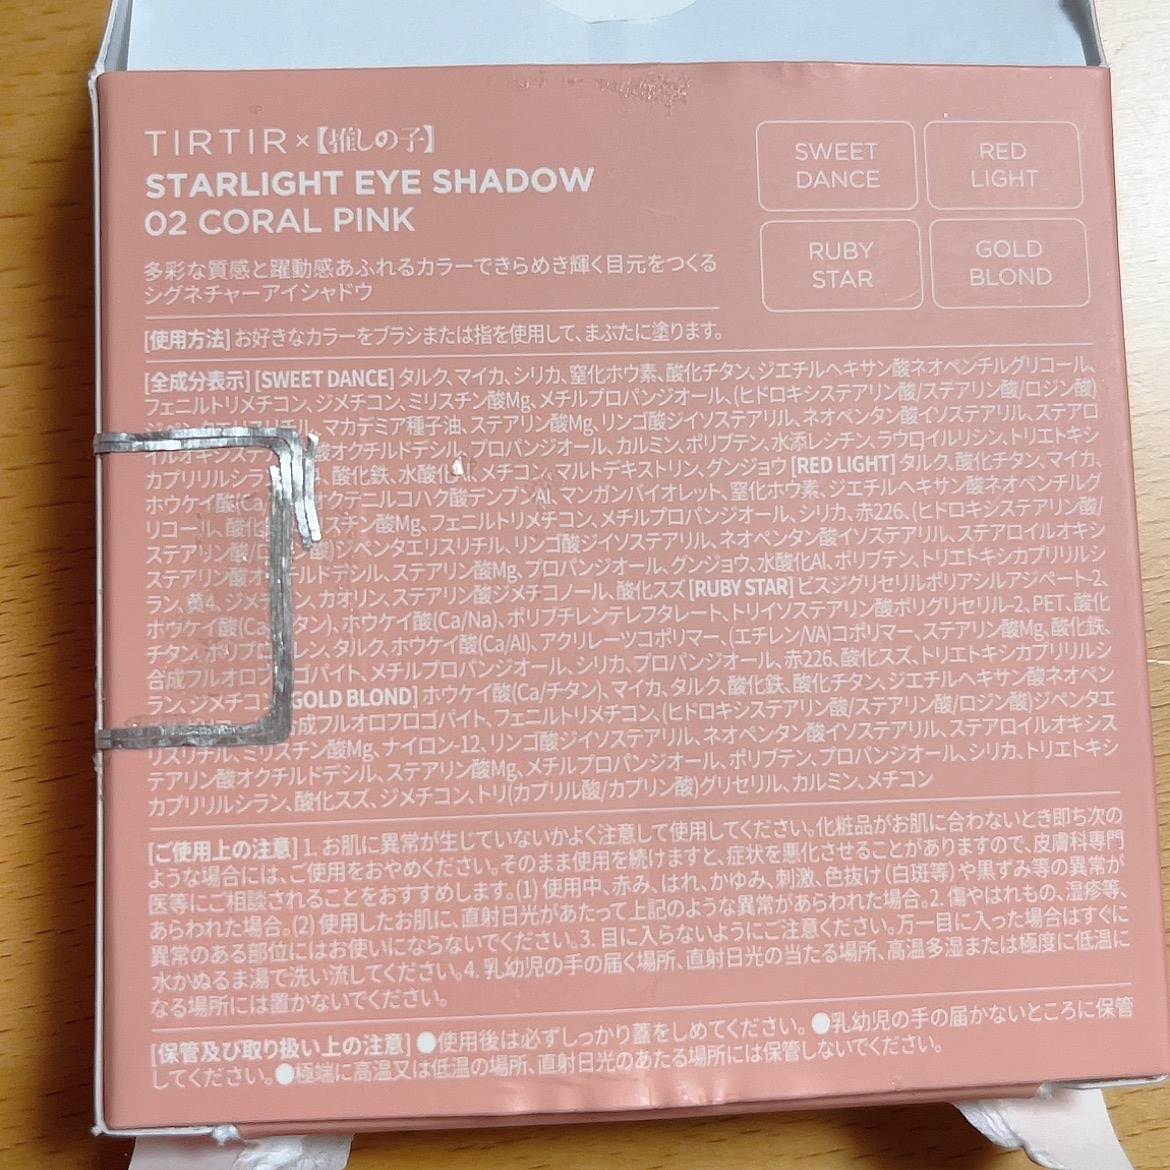 TIRTIR×【推しの子】
STARLIGHT EYE SHADOW
02 CORAL PINK
多彩な質感と躍動感あふれるカラーできらめき輝く目元をつくる
シグネチャーアイシャドウ
SWEET
DANCE
RED
LIGHT
RUBY
STAR
GOLD
BLOND
[使用方法] お好きなカラーをブラシまたは指を使用して、まぶたに塗ります。
[全成分表示] [SWEET DANCE] タルク、マイカ、シリカ、窒化ホウ素、酸化チタン、ジエチルヘキサン酸ネオペンチルグリコール、
フェニルトリメチコン、ジメチコン、ミリスチン酸Mg、メチルプロパンジオール、(ヒドロキシステアリン酸/ステアリン酸/ロジン酸)
マカデミア種子油、ステアリン酸Mg、リンゴ酸ジイソステアリル、ネオペンタン酸イソステアリル、ステアロ
酸オクチルドデシル、プロパンジオール、カルミン、ポリブテン、水添レシチン、ラウロイルリシン、トリエトキシ
カプリリルシラン、酸化鉄、水酸化Al、メチコン、マルトデキストリン、グンジョウ [RED LIGHT] タルク、酸化チタン、マイカ、
ホウケイ酸(Ca オクテニルコハク酸デンプンAl、マンガンバイオレット、窒化ホウ素、ジエチルヘキサン酸ネオペンチルグ
リコール、酸化 スチン酸Mg、フェニルトリメチコン、メチルプロパンジオール、シリカ、赤226、(ヒドロキシステアリン酸/
ステアリン酸/ロジン酸)ジペンタエリスリチル、リンゴ酸ジイソステアリル、ネオペンタン酸イソステアリル、ステアロイルオキシ
ステアリン酸オクチルドデシル、ステアリン酸Mg、プロパンジオール、グンジョウ、水酸化Al、ポリブテン、トリエトキシカプリリルシ
ラン、黄4、ジメチコン、カオリン、ステアリン酸ジメチコノール、酸化スズ [RUBY STAR] ビスジグリセリルポリアシルアジペート-2、
ホウケイ酸(Ca/チタン)、ホウケイ酸(Ca/Na)、ポリブチレンテレフタレート、トリイソステアリン酸ポリグリセリル-2、PET、酸化
チタン、ポリプロピレン、タルク、ホウケイ酸(Ca/Al)、アクリレーツコポリマー、(エチレン/VA)コポリマー、ステアリン酸Mg、酸化鉄、
合成フルオロフロゴパイト、メチルプロパンジオール、シリカ、プロパンジオール、赤226、酸化スズ、トリエトキシカプリリルシ
ラン、ジメチコン [GOLD BLOND] ホウケイ酸(Ca/チタン)、マイカ、タルク、酸化鉄、酸化チタン、ジエチルヘキサン酸ネオペン
合成フルオロフロゴパイト、フェニルトリメチコン、(ヒドロキシステアリン酸/ステアリン酸/ロジン酸)ジペンタエ
リスリチル、ミリスチン酸Mg、ナイロン-12、リンゴ酸ジイソステアリル、ネオペンタン酸イソステアリル、ステアロイルオキシス
テアリン酸オクチルドデシル、ステアリン酸Mg、メチルプロパンジオール、ポリブテン、プロパンジオール、シリカ、トリエトキシ
カプリリルシラン、酸化スズ、ジメチコン、トリ(カプリル酸/カプリン酸)グリセリル、カルミン、メチコン
[ご使用上の注意] 1. お肌に異常が生じていないかよく注意して使用してください。化粧品がお肌に合わないとき即ち次の
ような場合には、ご使用をおやめください。そのまま使用を続けますと、症状を悪化させることがありますので、皮膚科専門
医等にご相談されることをおすすめします。(1) 使用中、赤み、はれ、かゆみ、刺激、色抜け(白斑等)や黒ずみ等の異常が
あらわれた場合。(2) 使用したお肌に、直射日光があたって上記のような異常があらわれた場合。2. 傷やはれもの、湿疹等、
異常のある部位にはお使いにならないでください。3. 目に入らないようにご注意ください。万一目に入った場合はすぐに
水かぬるま湯で洗い流してください。4. 乳幼児の手の届く場所、直射日光の当たる場所、高温多湿または極度に低温に
なる場所には置かないでください。
[保管及び取り扱い上の注意] ●使用後は必ずしっかり蓋をしめてください。●乳幼児の手の届かないところに保管
してください。●極端に高温又は低温の場所、直射日光のあたる場所には保管しないでください。